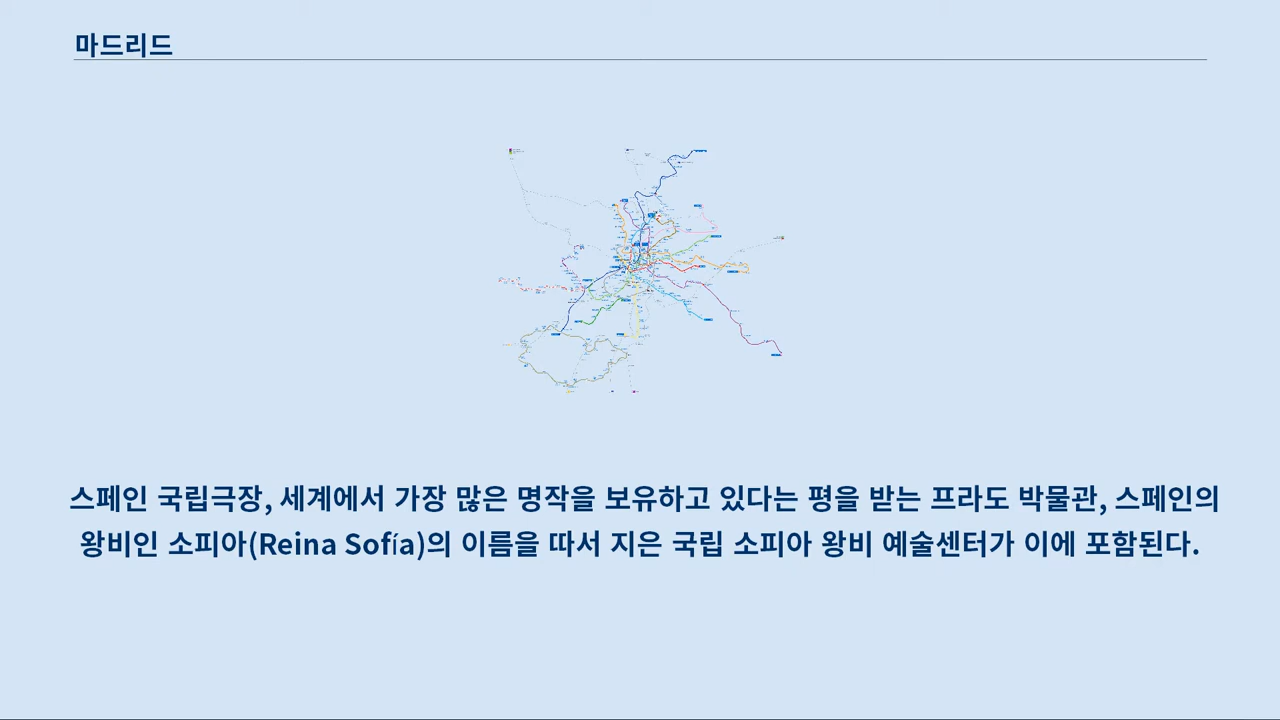 마드리드
스페인 국립극장, 세계에서 가장 많은 명작을 보유하고 있다는 평을 받는 프라도 박물관, 스페인의
왕비인 소피아(Reina Sofía)의 이름을 따서 지은 국립 소피아 왕비 예술센터가 이에 포함된다.